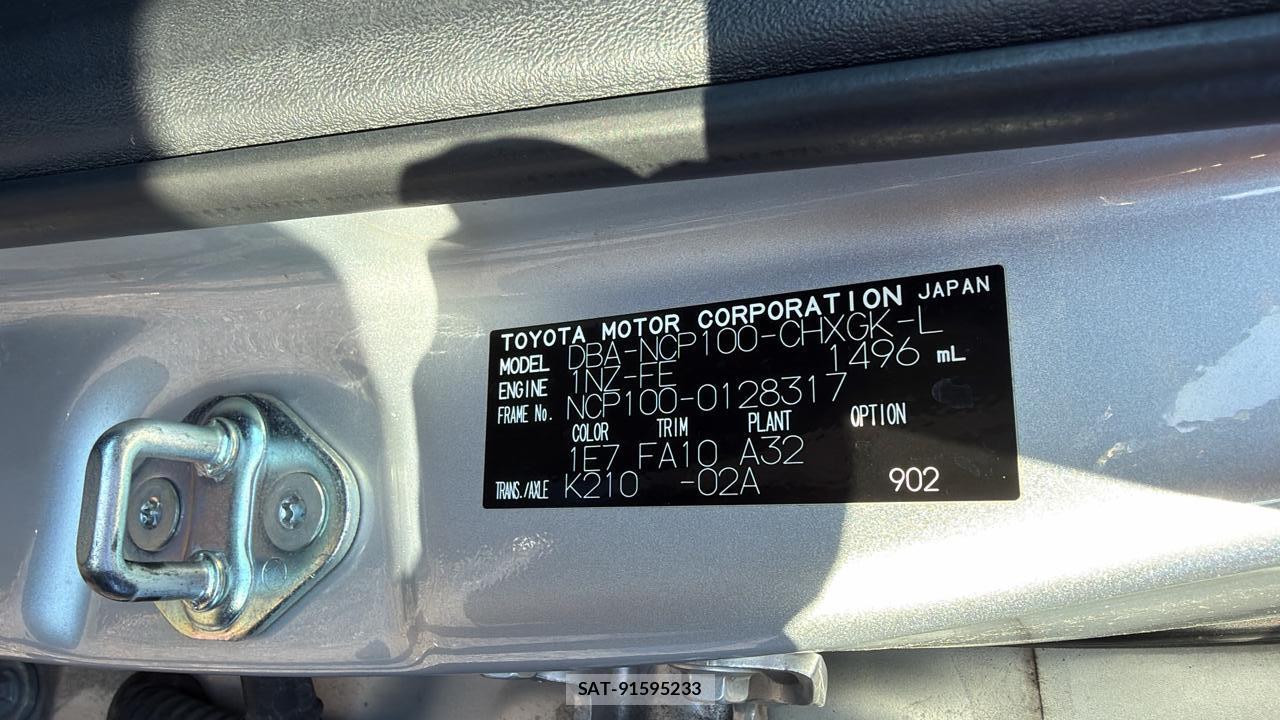 TOYOTA MOTOR CORPORATION JAPAN
MODEL DBA-NCP100-CHXGK-L
ENGINE 1NZ-FE 1496 mL
FRAME No. NCP100-0128317
COLOR TRIM PLANT OPTION
1E7 FA10 A32
TRANS./AXLE K210 -02A 902
SAT-91595233